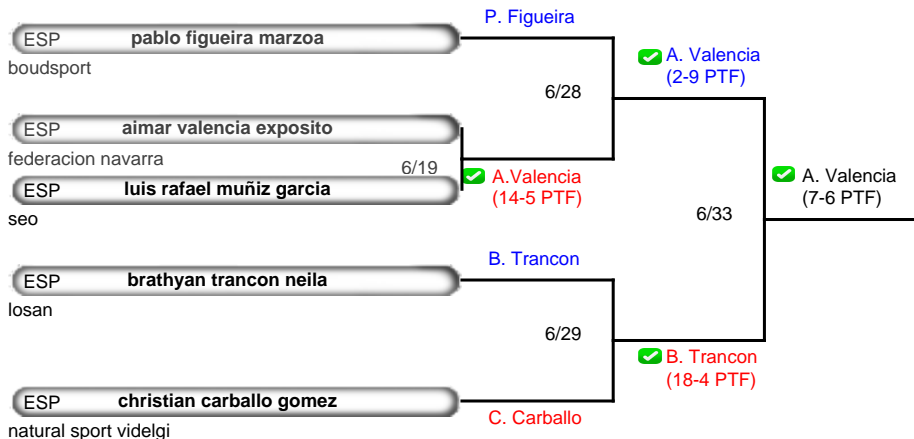 P. Figueira
ESP pablo figueira marzoa
boudsport
A. Valencia
(2-9 PTF)
6/28
ESP aimar valencia exposito
federacion navarra
6/19
A.Valencia
(14-5 PTF)
ESP luis rafael muñiz garcia
seo
A. Valencia
(7-6 PTF)
6/33
B. Trancon
ESP brathyan trancon neila
losan
6/29
B. Trancon
(18-4 PTF)
ESP christian carballo gomez
C. Carballo
natural sport videlgi